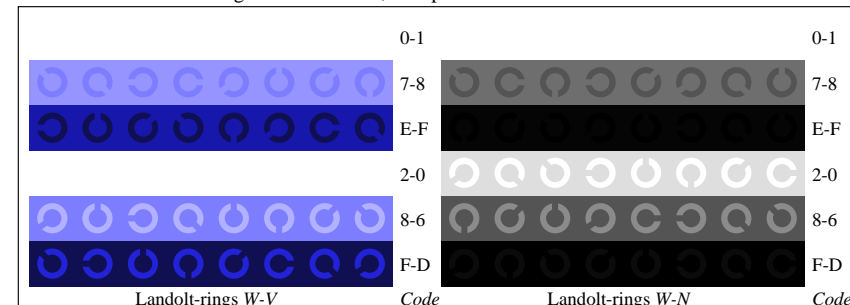 0-1 0-1
7-8 7-8
E-F E-F
2-0 2-0
8-6 8-6
F-D F-D
Landolt-rings W-V Code Landolt-rings W-N Code